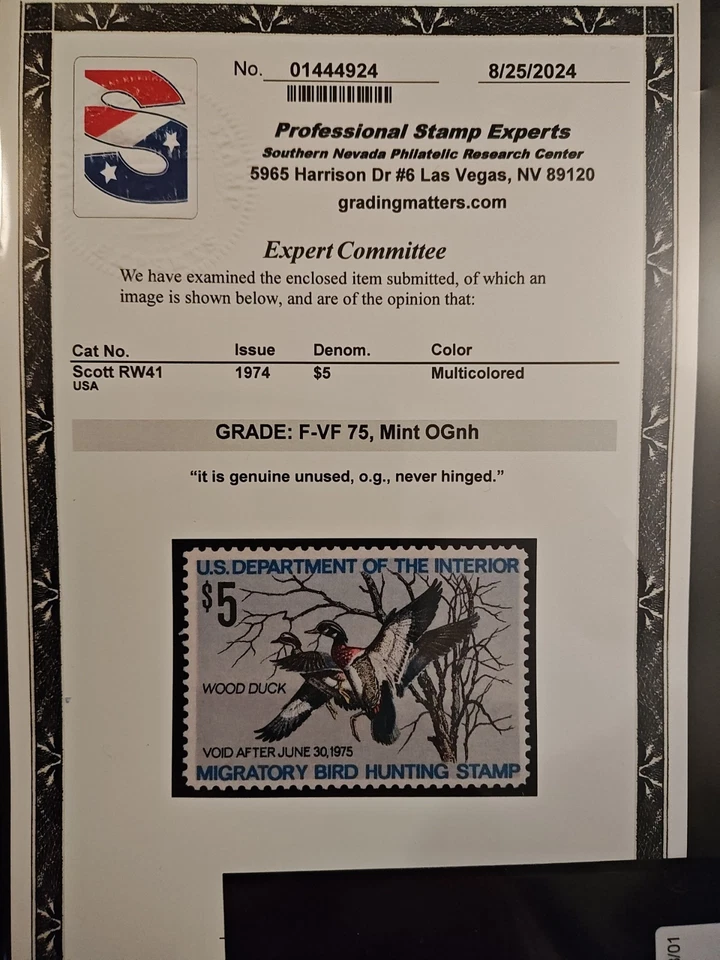 No. 01444924 8/25/2024
Professional Stamp Experts
Southern Nevada Philatelic Research Center
5965 Harrison Dr #6 Las Vegas, NV 89120
gradingmatters.com
Expert Committee
We have examined the enclosed item submitted, of which an
image is shown below, and are of the opinion that:
Cat No. Issue Denom. Color
Scott RW41 1974 $5 Multicolored
USA
GRADE: F-VF 75, Mint OGnh
“it is genuine unused, o.g., never hinged.”
U.S. DEPARTMENT OF THE INTERIOR
$5
WOOD DUCK
VOID AFTER JUNE 30, 1975
MIGRATORY BIRD HUNTING STAMP
/01